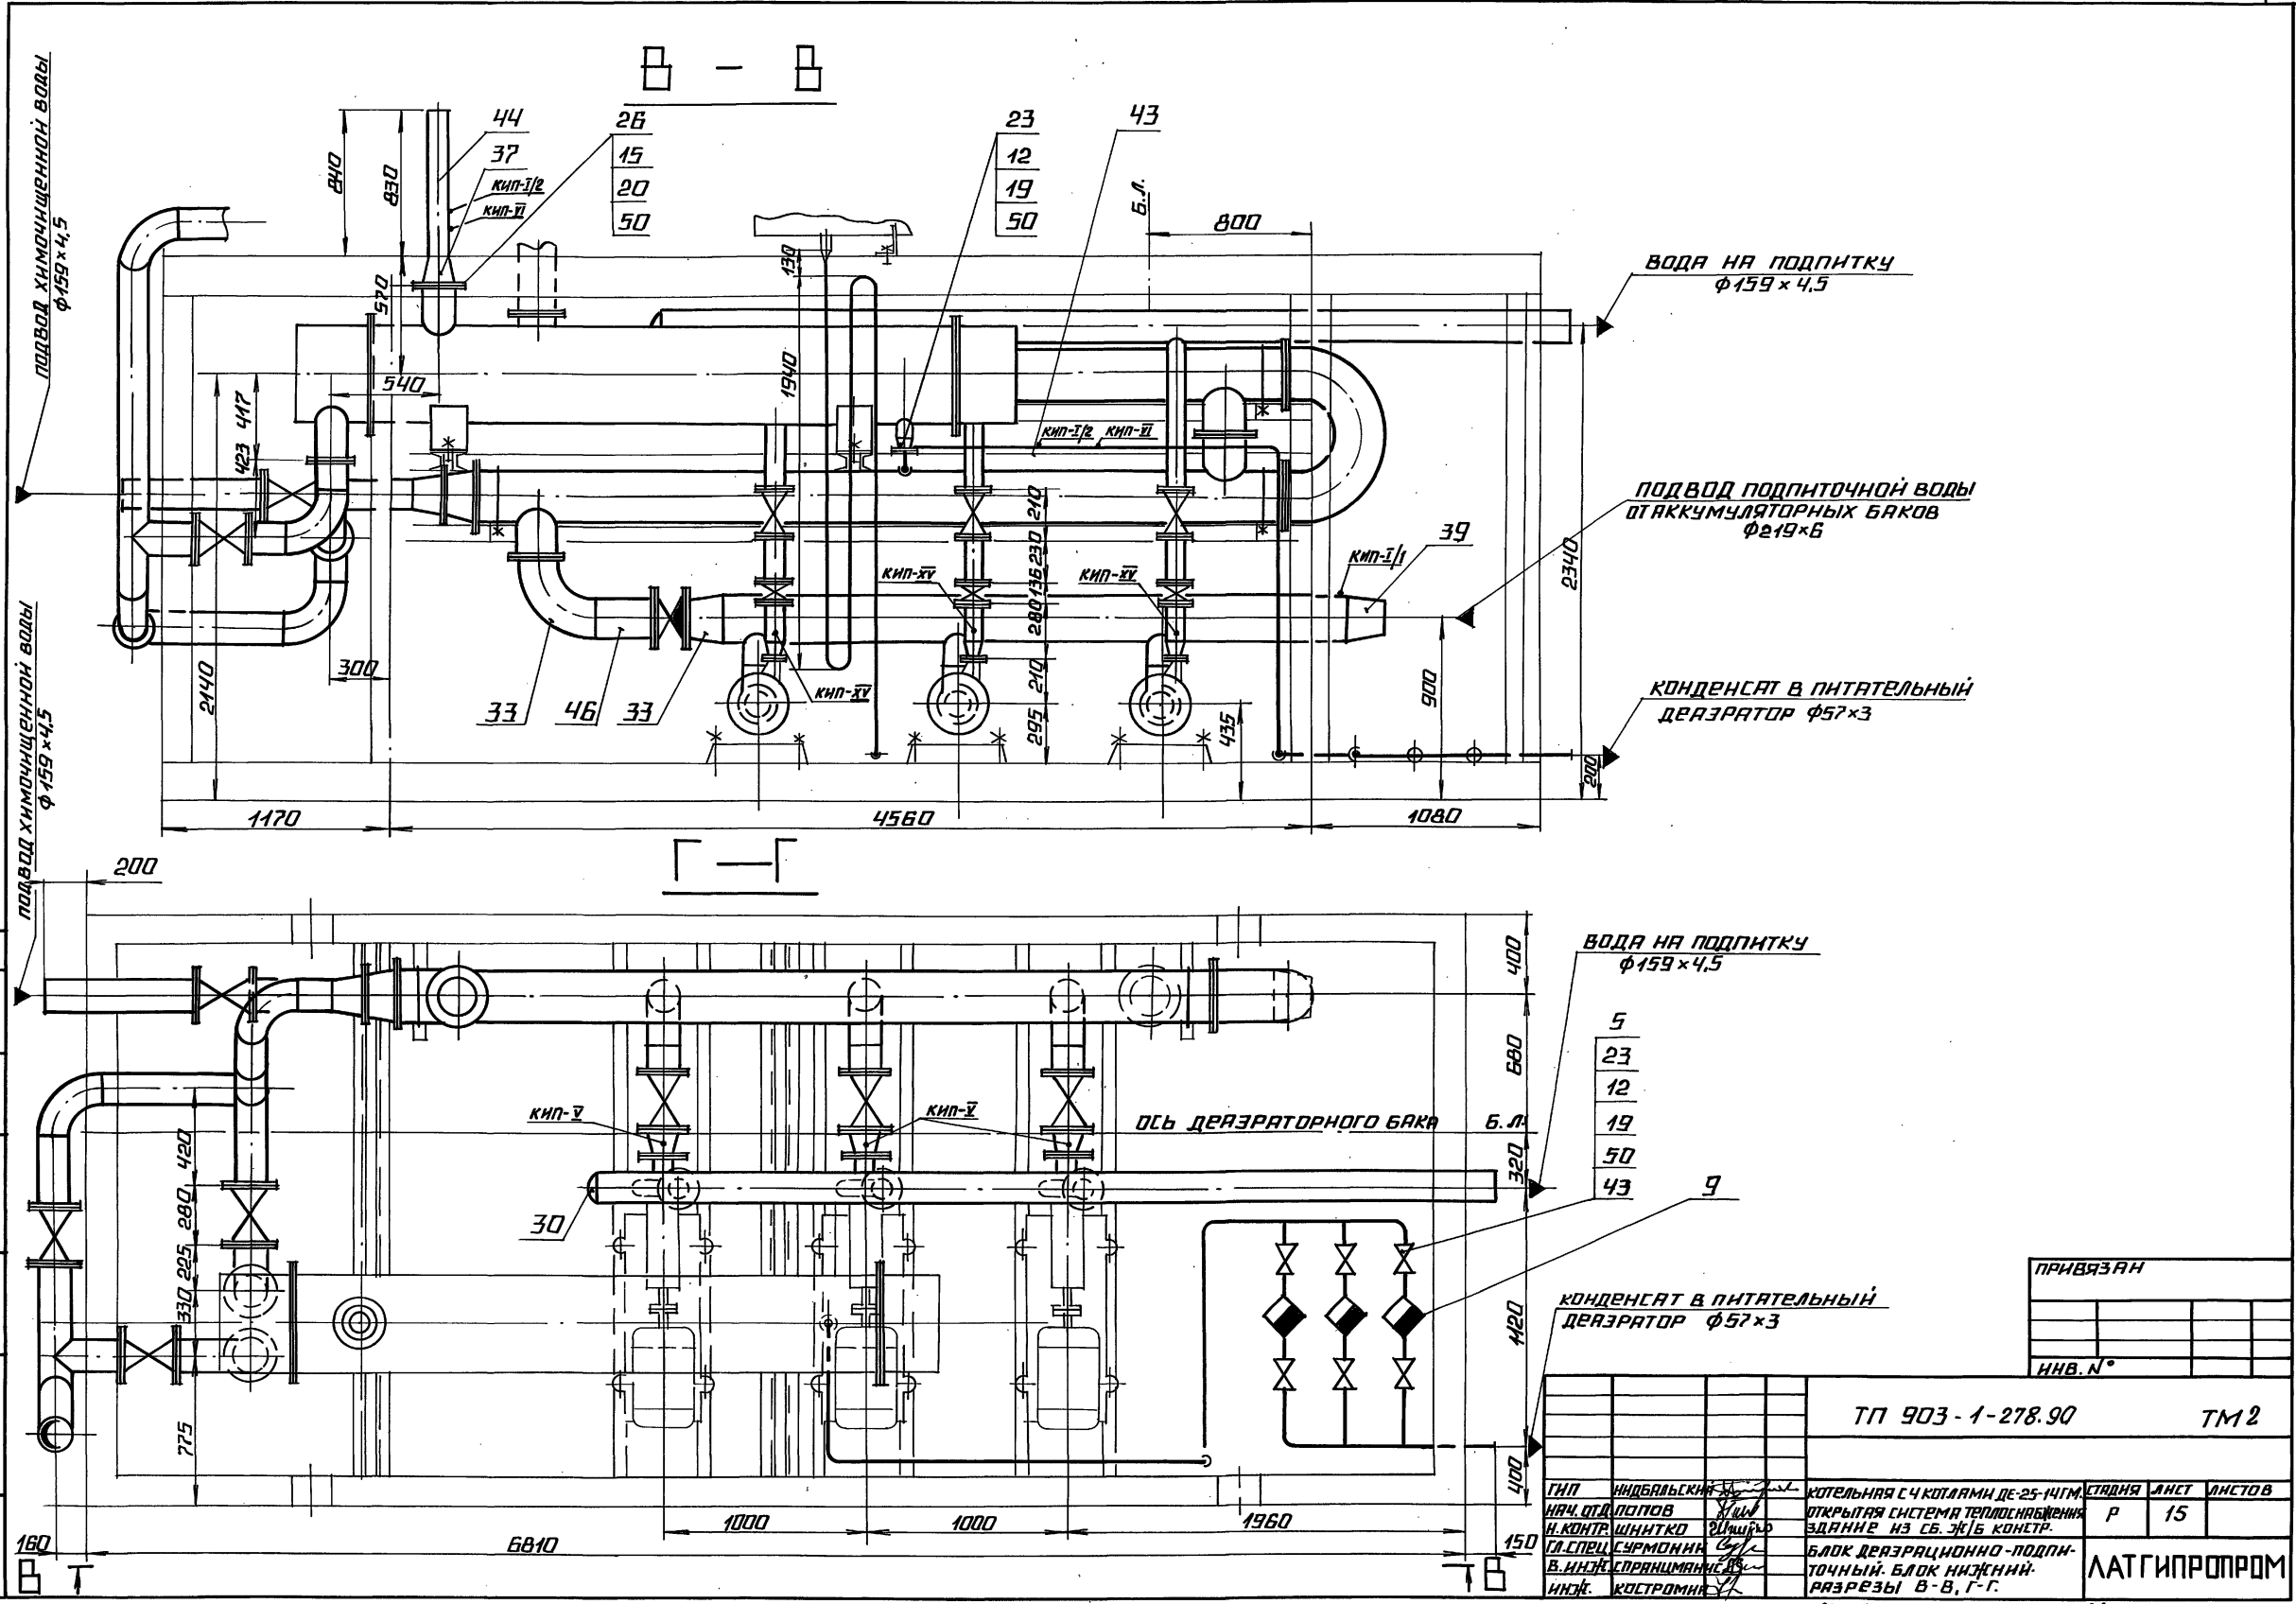 В - В
ПОДВОД ХИМОЧИЩЕННОЙ ВОДЫ
ф159×4,5
840
830
44
37
КИП-I/2
КИП-VI
26
15
20
50
23
12
19
50
43
Б.Л.
800
130
570
ВОДА НА ПОДПИТКУ
ф159×4,5
540
1940
417
423
КИП-I/2
КИП-VI
210
230
136
280
210
295
ПОДВОД ПОДПИТОЧНОЙ ВОДЫ
ОТ АККУМУЛЯТОРНЫХ БАКОВ
ф219×6
39
КИП-I/1
КИП-XV
КИП-XV
КИП-XV
2340
ПОДВОД ХИМОЧИЩЕННОЙ ВОДЫ
ф159×4,5
300
2140
33
46
33
435
900
200
КОНДЕНСАТ В ПИТАТЕЛЬНЫЙ
ДЕАЭРАТОР ф57×3
1170
4560
1080
Г—Г
200
400
ВОДА НА ПОДПИТКУ
ф159×4,5
680
5
23
12
19
50
43
9
КИП-V
КИП-V
ОСЬ ДЕАЭРАТОРНОГО БАКА
Б.Л.
320
420
280
225
330
775
30
1420
КОНДЕНСАТ В ПИТАТЕЛЬНЫЙ
ДЕАЭРАТОР ф57×3
400
1000
1000
1960
160
6810
150
В
В
ПРИВЯЗАН
ИНВ. №
ТП 903-1-278.90 ТМ2
ГИП НИДБАЛЬСКИЙ
НАЧ. ОТД ПОПОВ
Н.КОНТР. ШНИТКО
ГЛ.СПЕЦ СУРМОНИН
В.ИНЖ.
ИНЖ. КОСТРОМИН
КОТЕЛЬНАЯ С 4 КОТЛАМИ ДЕ-25-14ГМ.
ОТКРЫТАЯ СИСТЕМА ТЕПЛОСНАБЖЕНИЯ
ЗДАНИЕ ИЗ СБ. Ж/Б КОНСТР.
СТАДИЯ ЛИСТ ЛИСТОВ
Р 15
БЛОК ДЕАЭРАЦИОННО-ПОДПИ-
ТОЧНЫЙ. БЛОК НИЖНИЙ.
РАЗРЕЗЫ В-В, Г-Г.
ЛАТГИПРОПРОМ